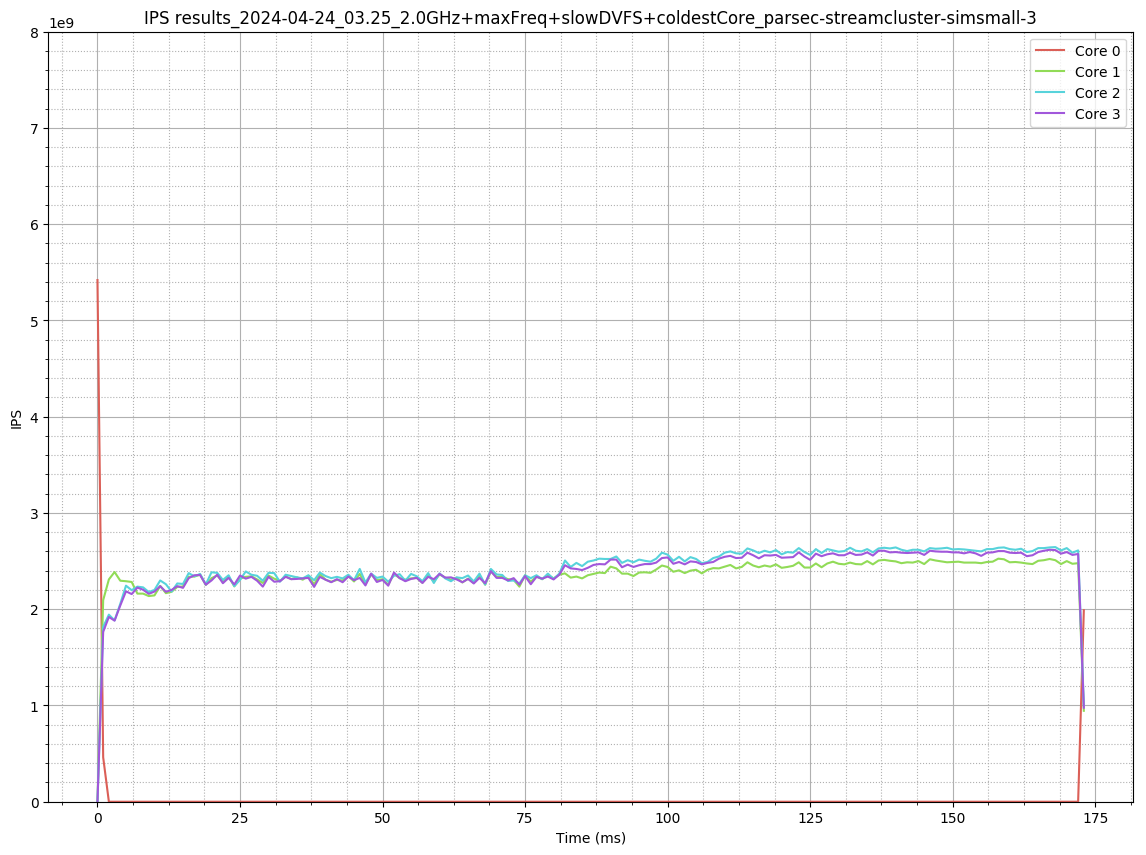 IPS results_2024-04-24_03.25_2.0GHz+maxFreq+slowDVFS+coldestCore_parsec-streamcluster-simsmall-3
1e9
Core 0
Core 1
Core 2
Core 3
8
7
6
5
4
3
2
1
0
IPS
0 25 50 75 100 125 150 175
Time (ms)